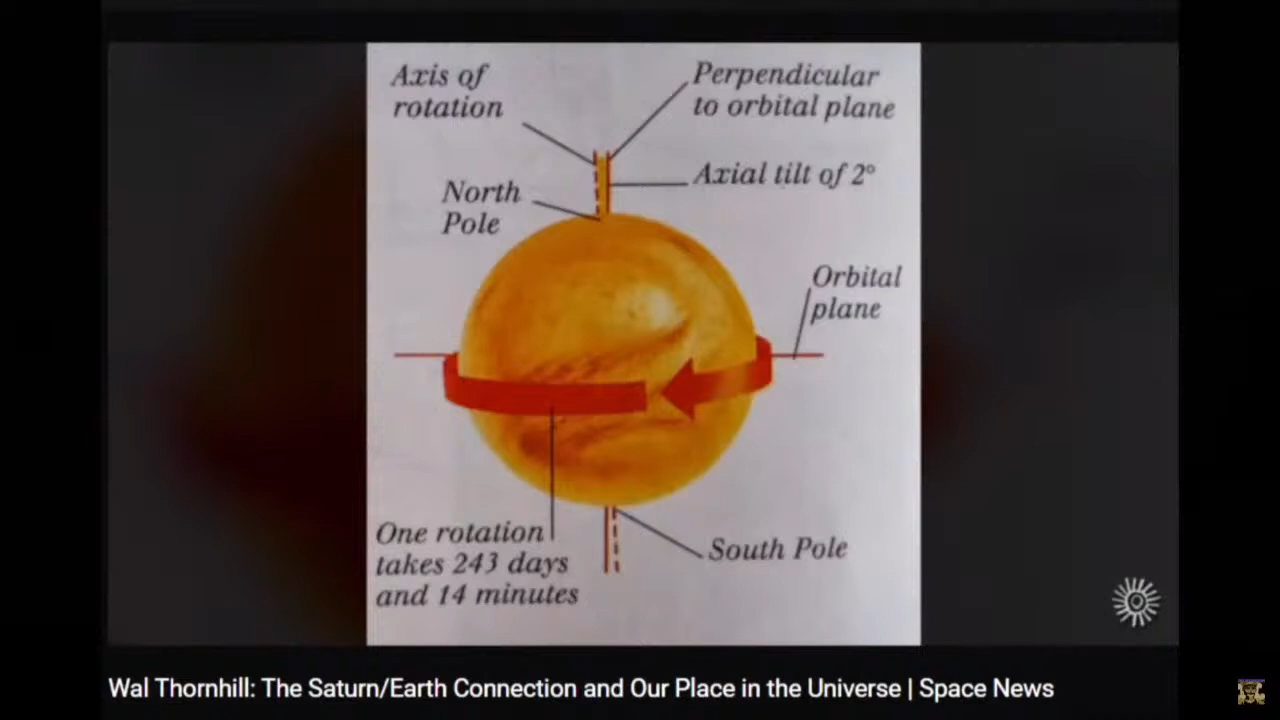 Axis of
rotation
Perpendicular
to orbital plane
Axial tilt of 2°
North
Pole
Orbital
plane
One rotation
takes 243 days
and 14 minutes
South Pole
Wal Thornhill: The Saturn/Earth Connection and Our Place in the Universe | Space News